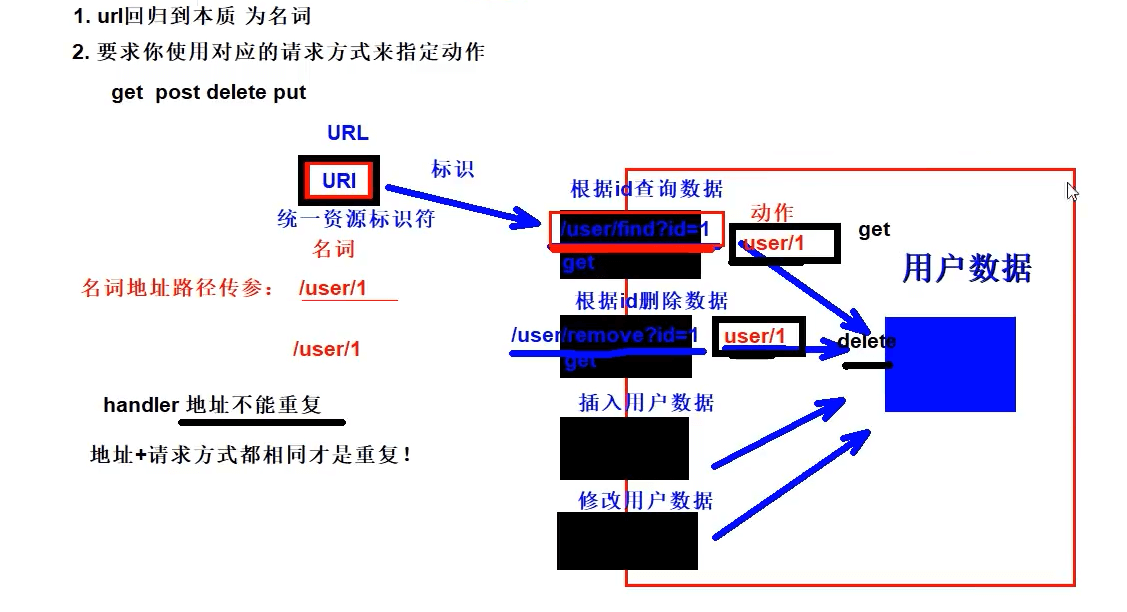 1. url回归到本质 为名词
2. 要求你使用对应的请求方式来指定动作
get post delete put
URL
URI
标识
统一资源标识符
名词
名词地址路径传参： /user/1
/user/1
handler 地址不能重复
地址+请求方式都相同才是重复！
根据id查询数据
/user/find?id=1
get
动作
user/1
get
用户数据
根据id删除数据
/user/remove?id=1
get
user/1
delete
插入用户数据
修改用户数据